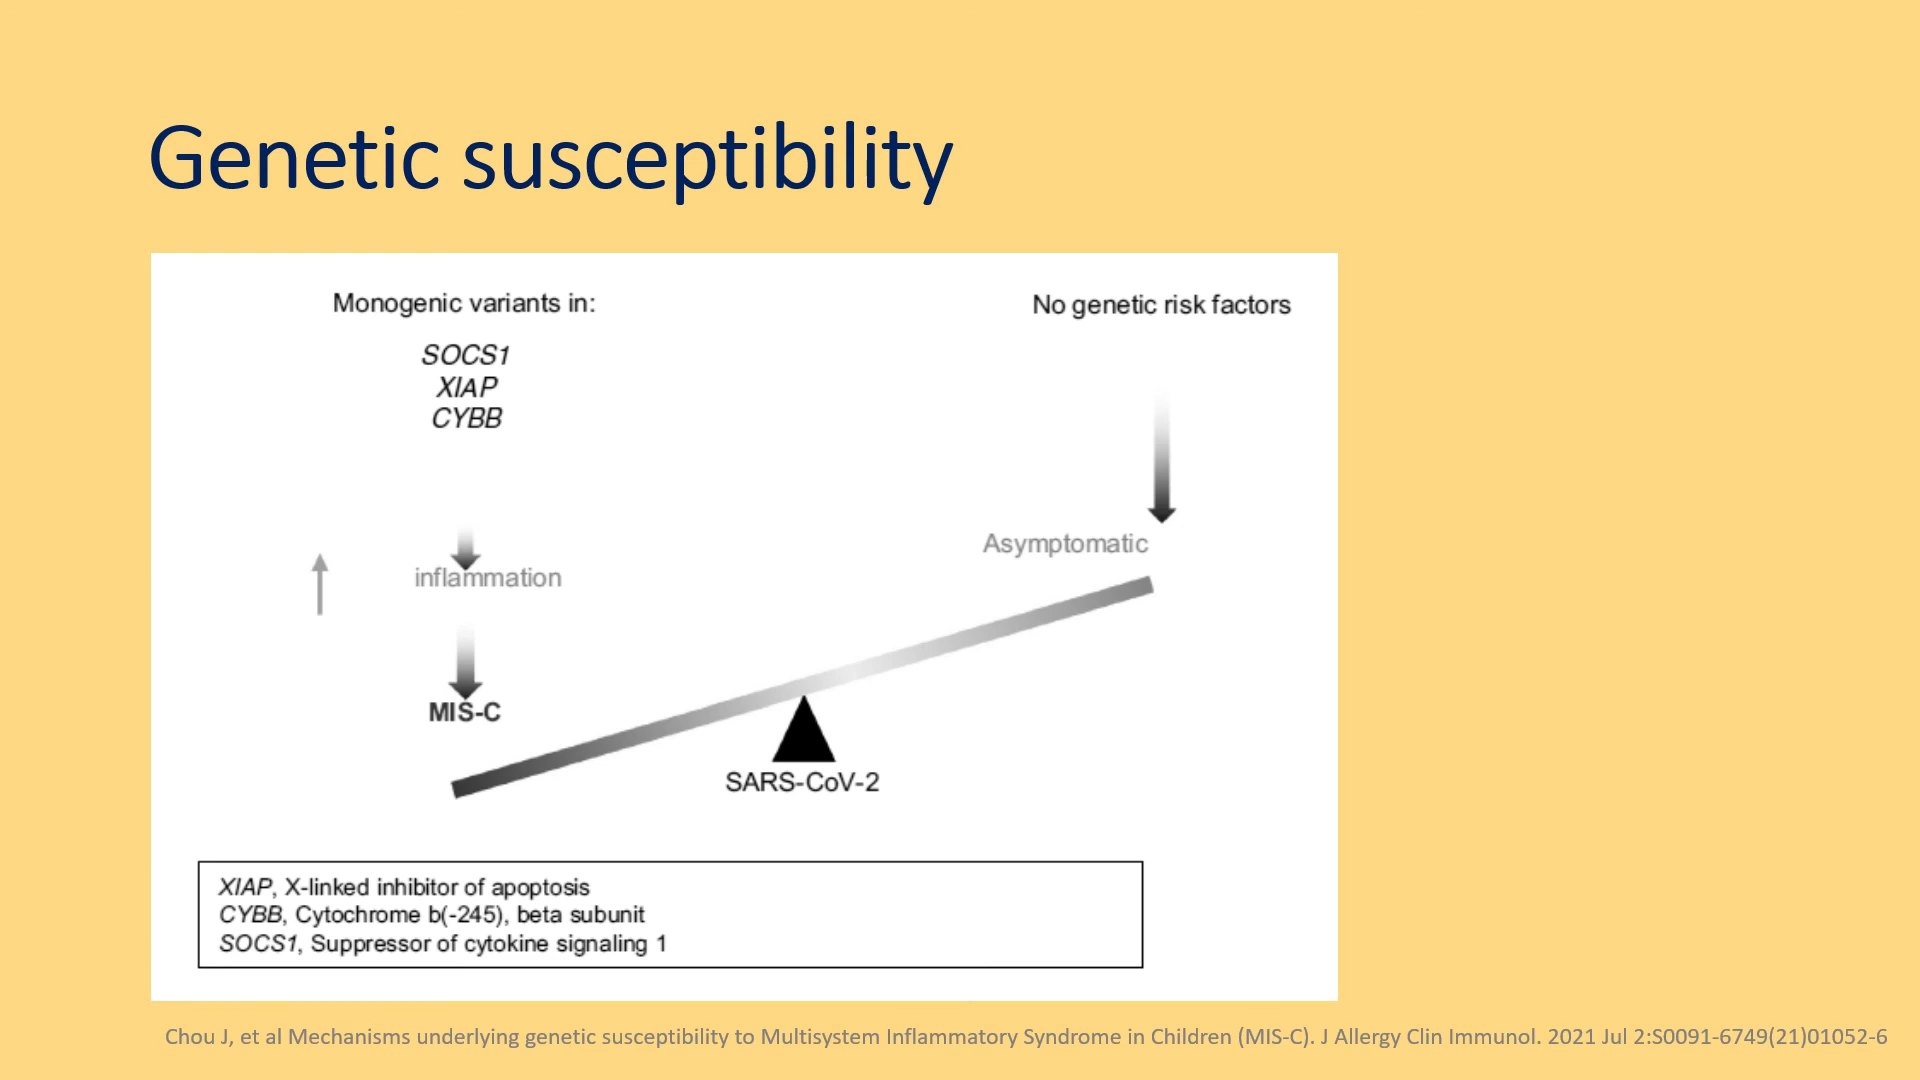 Genetic susceptibility
Monogenic variants in:
SOCS1
XIAP
CYBB
No genetic risk factors
inflammation
Asymptomatic
MIS-C
SARS-CoV-2
XIAP, X-linked inhibitor of apoptosis
CYBB, Cytochrome b(-245), beta subunit
SOCS1, Suppressor of cytokine signaling 1
Chou J, et al Mechanisms underlying genetic susceptibility to Multisystem Inflammatory Syndrome in Children (MIS-C). J Allergy Clin Immunol. 2021 Jul 2:S0091-6749(21)01052-6